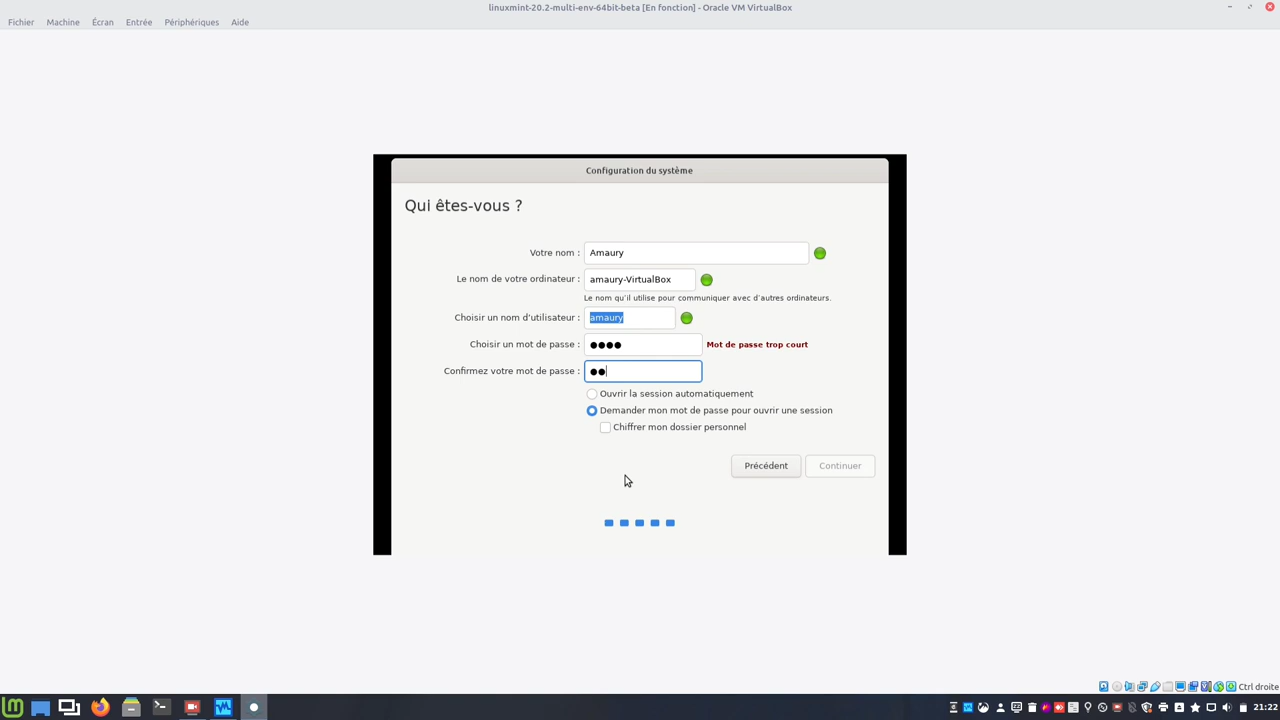 linuxmint-20.2-multi-env-64bit-beta [En fonction] - Oracle VM VirtualBox
Fichier Machine Écran Entrée Périphériques Aide
Configuration du système
Qui êtes-vous ?
Votre nom : Amaury
Le nom de votre ordinateur : amaury-VirtualBox
Le nom qu’il utilise pour communiquer avec d’autres ordinateurs.
Choisir un nom d’utilisateur : amaury
Choisir un mot de passe : ●●●● Mot de passe trop court
Confirmez votre mot de passe : ●●
Ouvrir la session automatiquement
Demander mon mot de passe pour ouvrir une session
Chiffrer mon dossier personnel
Précédent Continuer
Ctrl droite
21:22